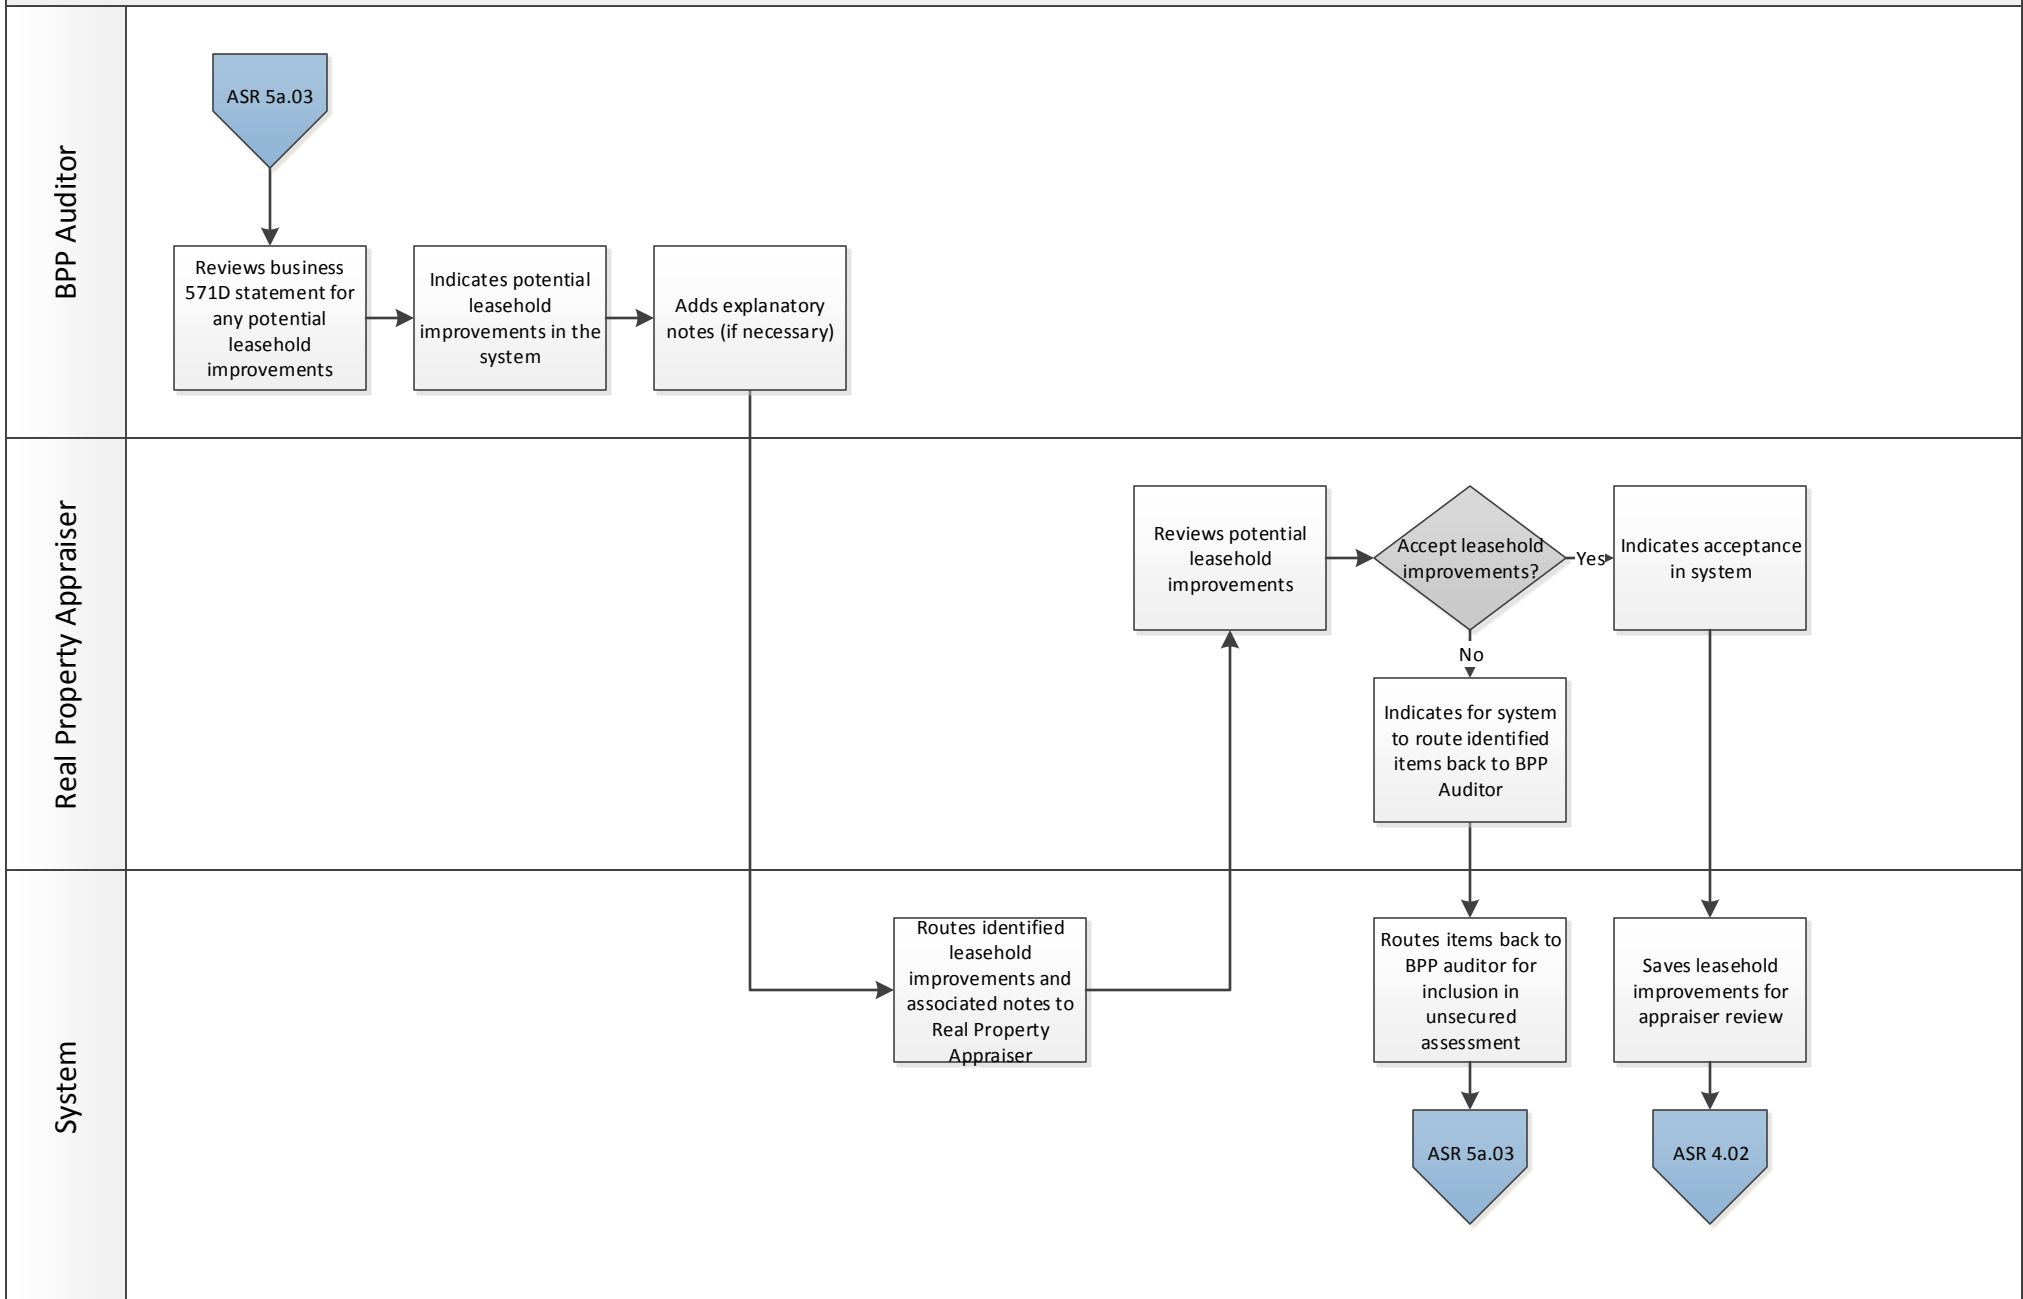 BPP Auditor
ASR 5a.03
Reviews business
571D statement for
any potential
leasehold
improvements
Indicates potential
leasehold
improvements in the
system
Adds explanatory
notes (if necessary)
Real Property Appraiser
Reviews potential
leasehold
improvements
Accept leasehold
improvements?
Yes
Indicates acceptance
in system
No
Indicates for system
to route identified
items back to BPP
Auditor
System
Routes identified
leasehold
improvements and
associated notes to
Real Property
Appraiser
Routes items back to
BPP auditor for
inclusion in
unsecured
assessment
Saves leasehold
improvements for
appraiser review
ASR 5a.03
ASR 4.02